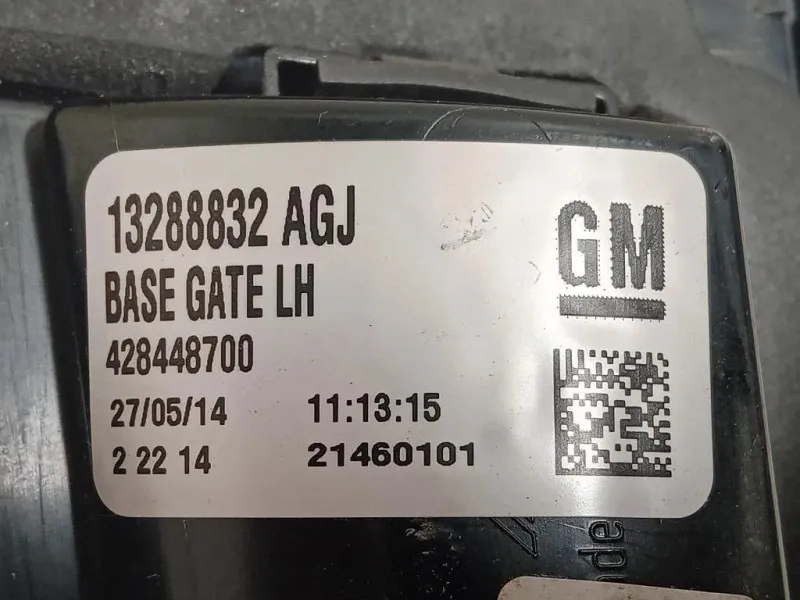 13288832 AGJ
GM
BASE GATE LH
428448700
27/05/14 11:13:15
2 22 14 21460101